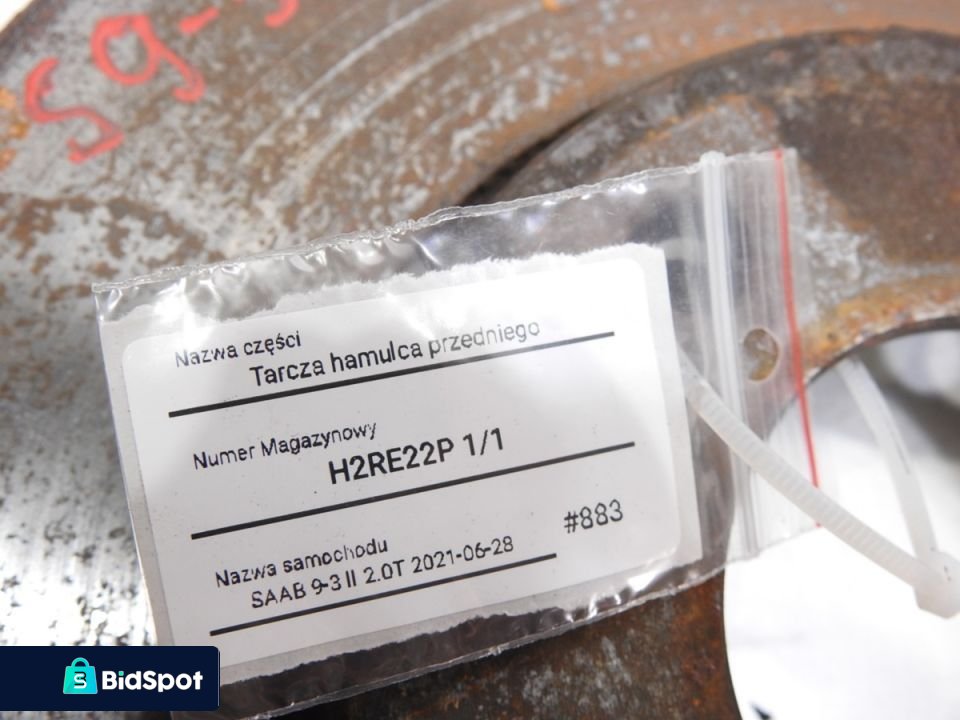 Nazwa części
Tarcza hamulca przedniego
Numer Magazynowy
H2RE22P 1/1
#883
Nazwa samochodu
SAAB 9-3 II 2.0T 2021-06-28
BidSpot